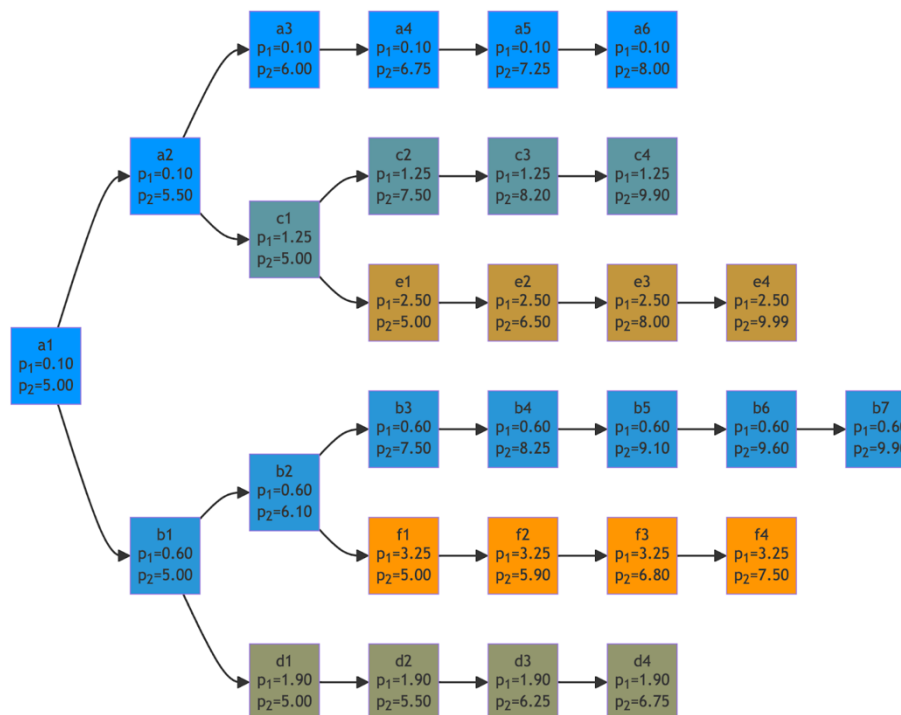 a3
p₁=0.10
p₂=6.00
a4
p₁=0.10
p₂=6.75
a5
p₁=0.10
p₂=7.25
a6
p₁=0.10
p₂=8.00
a2
p₁=0.10
p₂=5.50
c2
p₁=1.25
p₂=7.50
c3
p₁=1.25
p₂=8.20
c4
p₁=1.25
p₂=9.90
c1
p₁=1.25
p₂=5.00
e1
p₁=2.50
p₂=5.00
e2
p₁=2.50
p₂=6.50
e3
p₁=2.50
p₂=8.00
e4
p₁=2.50
p₂=9.99
a1
p₁=0.10
p₂=5.00
b3
p₁=0.60
p₂=7.50
b4
p₁=0.60
p₂=8.25
b5
p₁=0.60
p₂=9.10
b6
p₁=0.60
p₂=9.60
b7
p₁=0.60
p₂=9.90
b2
p₁=0.60
p₂=6.10
b1
p₁=0.60
p₂=5.00
f1
p₁=3.25
p₂=5.00
f2
p₁=3.25
p₂=5.90
f3
p₁=3.25
p₂=6.80
f4
p₁=3.25
p₂=7.50
d1
p₁=1.90
p₂=5.00
d2
p₁=1.90
p₂=5.50
d3
p₁=1.90
p₂=6.25
d4
p₁=1.90
p₂=6.75